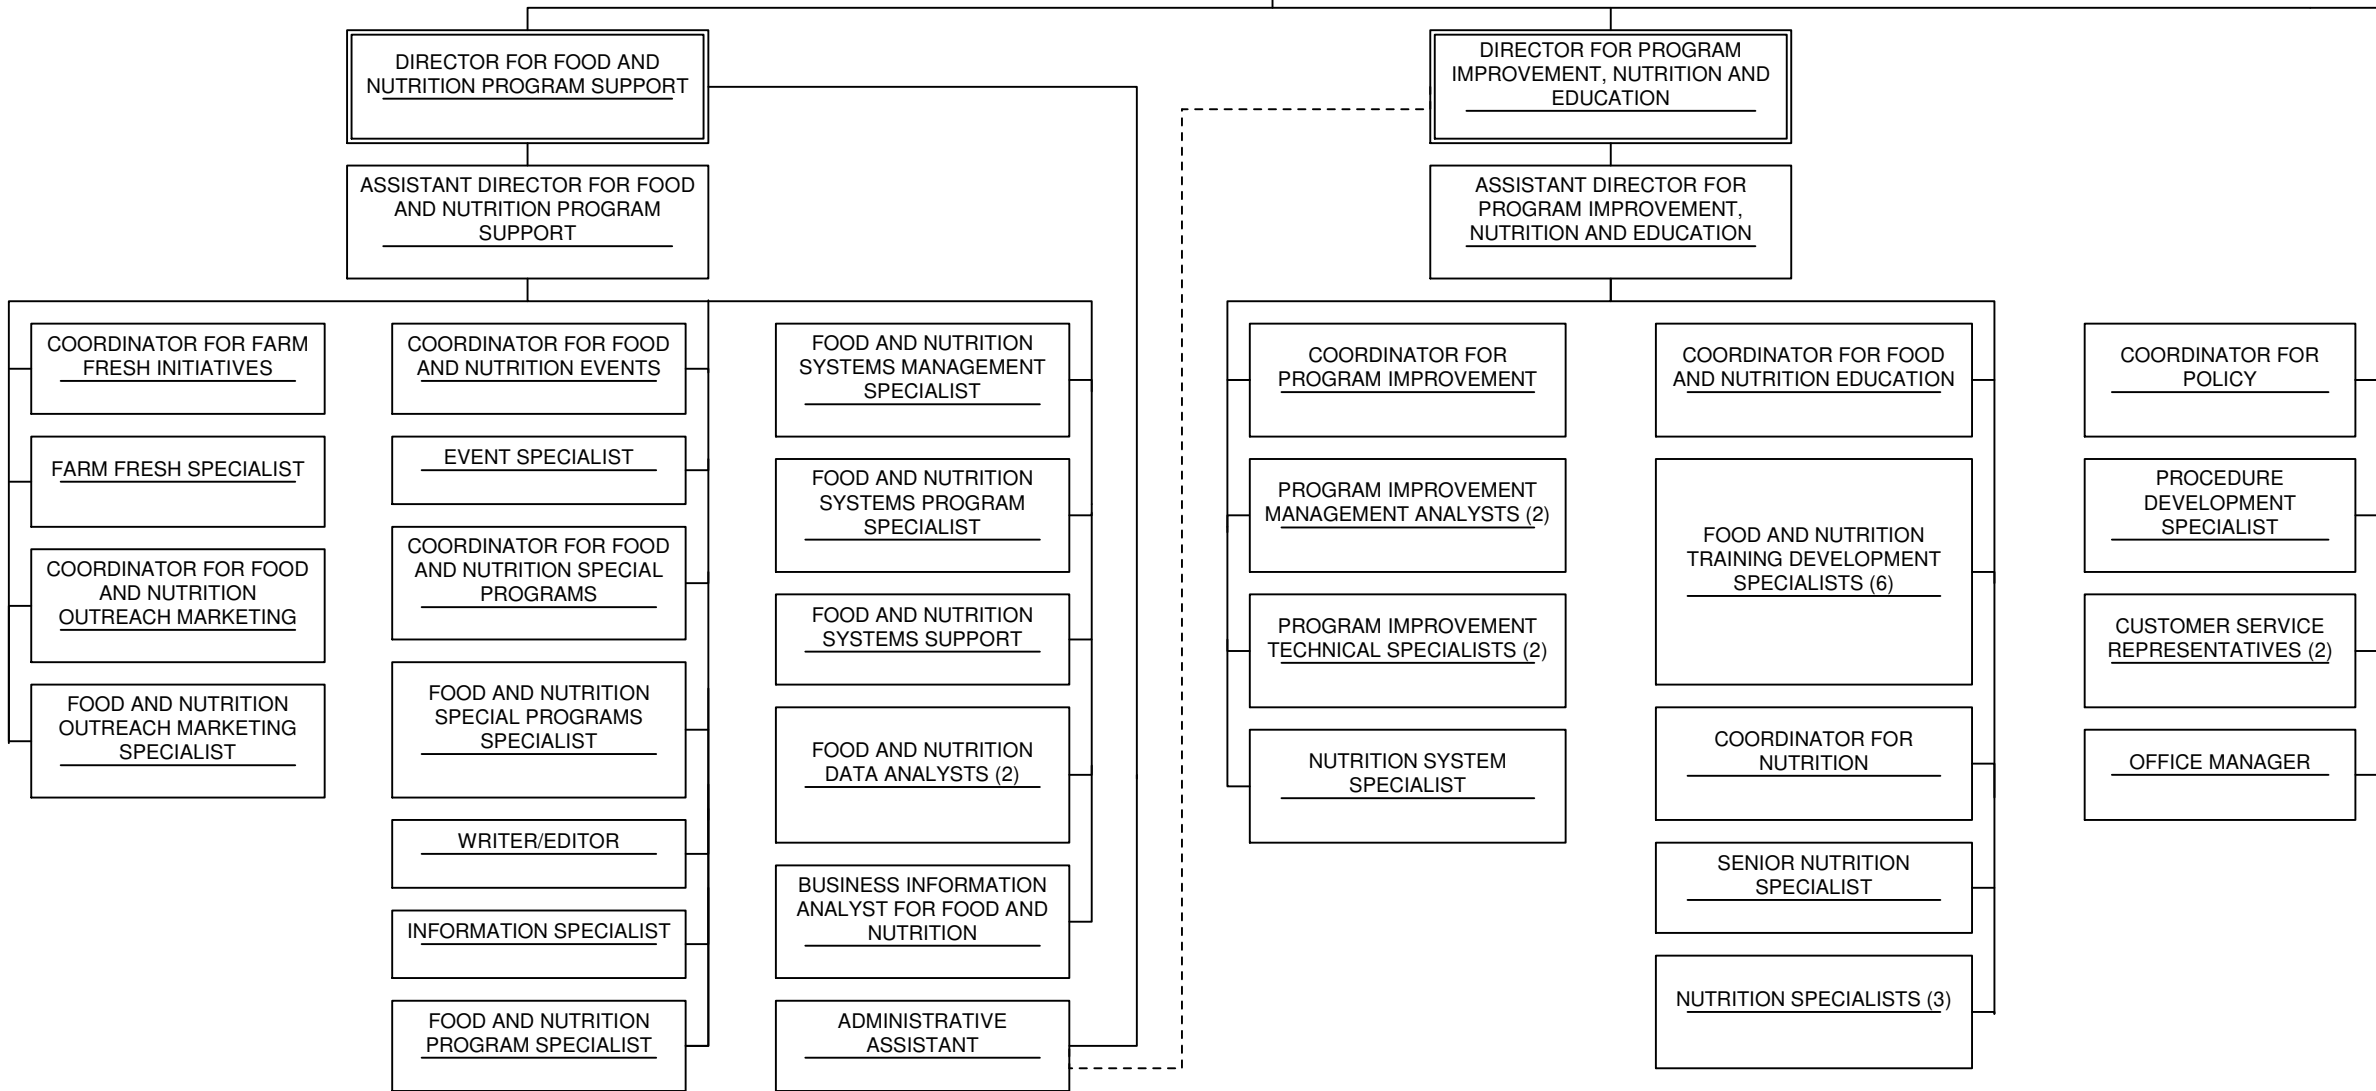 DIRECTOR FOR FOOD AND
NUTRITION PROGRAM SUPPORT
DIRECTOR FOR PROGRAM
IMPROVEMENT, NUTRITION AND
EDUCATION
ASSISTANT DIRECTOR FOR FOOD
AND NUTRITION PROGRAM
SUPPORT
ASSISTANT DIRECTOR FOR
PROGRAM IMPROVEMENT,
NUTRITION AND EDUCATION
COORDINATOR FOR FARM
FRESH INITIATIVES
FARM FRESH SPECIALIST
COORDINATOR FOR FOOD
AND NUTRITION
OUTREACH MARKETING
FOOD AND NUTRITION
OUTREACH MARKETING
SPECIALIST
COORDINATOR FOR FOOD
AND NUTRITION EVENTS
EVENT SPECIALIST
COORDINATOR FOR FOOD
AND NUTRITION SPECIAL
PROGRAMS
FOOD AND NUTRITION
SPECIAL PROGRAMS
SPECIALIST
WRITER/EDITOR
INFORMATION SPECIALIST
FOOD AND NUTRITION
PROGRAM SPECIALIST
FOOD AND NUTRITION
SYSTEMS MANAGEMENT
SPECIALIST
FOOD AND NUTRITION
SYSTEMS PROGRAM
SPECIALIST
FOOD AND NUTRITION
SYSTEMS SUPPORT
FOOD AND NUTRITION
DATA ANALYSTS (2)
BUSINESS INFORMATION
ANALYST FOR FOOD AND
NUTRITION
ADMINISTRATIVE
ASSISTANT
COORDINATOR FOR
PROGRAM IMPROVEMENT
PROGRAM IMPROVEMENT
MANAGEMENT ANALYSTS (2)
PROGRAM IMPROVEMENT
TECHNICAL SPECIALISTS (2)
NUTRITION SYSTEM
SPECIALIST
COORDINATOR FOR FOOD
AND NUTRITION EDUCATION
FOOD AND NUTRITION
TRAINING DEVELOPMENT
SPECIALISTS (6)
COORDINATOR FOR
NUTRITION
SENIOR NUTRITION
SPECIALIST
NUTRITION SPECIALISTS (3)
COORDINATOR FOR
POLICY
PROCEDURE
DEVELOPMENT
SPECIALIST
CUSTOMER SERVICE
REPRESENTATIVES (2)
OFFICE MANAGER